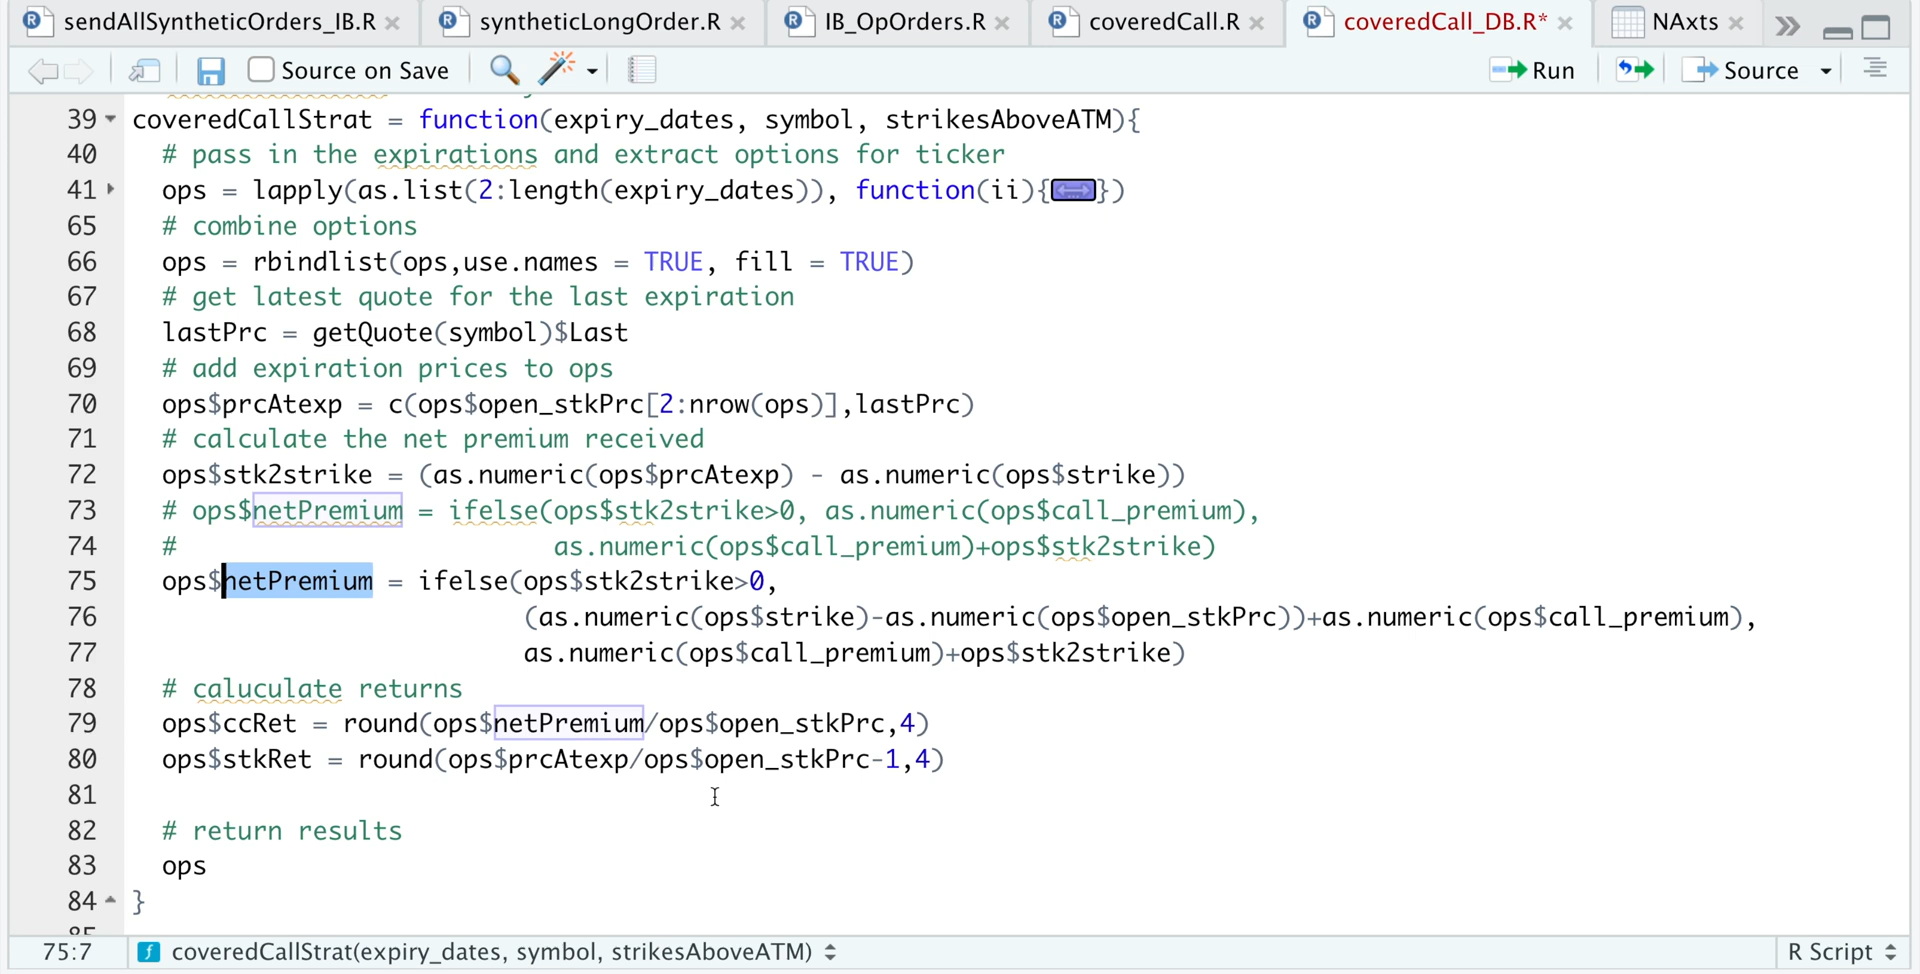 sendAllSyntheticOrders_IB.R syntheticLongOrder.R IB_OpOrders.R coveredCall.R coveredCall_DB.R* NAxts
Source on Save Run Source
39 coveredCallStrat = function(expiry_dates, symbol, strikesAboveATM){
40 # pass in the expirations and extract options for ticker
41 ops = lapply(as.list(2:length(expiry_dates)), function(ii){})
65 # combine options
66 ops = rbindlist(ops,use.names = TRUE, fill = TRUE)
67 # get latest quote for the last expiration
68 lastPrc = getQuote(symbol)$Last
69 # add expiration prices to ops
70 ops$prcAtexp = c(ops$open_stkPrc[2:nrow(ops)],lastPrc)
71 # calculate the net premium received
72 ops$stk2strike = (as.numeric(ops$prcAtexp) - as.numeric(ops$strike))
73 # ops$netPremium = ifelse(ops$stk2strike>0, as.numeric(ops$call_premium),
74 # as.numeric(ops$call_premium)+ops$stk2strike)
75 ops$netPremium = ifelse(ops$stk2strike>0,
76 (as.numeric(ops$strike)-as.numeric(ops$open_stkPrc))+as.numeric(ops$call_premium),
77 as.numeric(ops$call_premium)+ops$stk2strike)
78 # caluculate returns
79 ops$ccRet = round(ops$netPremium/ops$open_stkPrc,4)
80 ops$stkRet = round(ops$prcAtexp/ops$open_stkPrc-1,4)
81
82 # return results
83 ops
84 }
85
75:7 coveredCallStrat(expiry_dates, symbol, strikesAboveATM) R Script